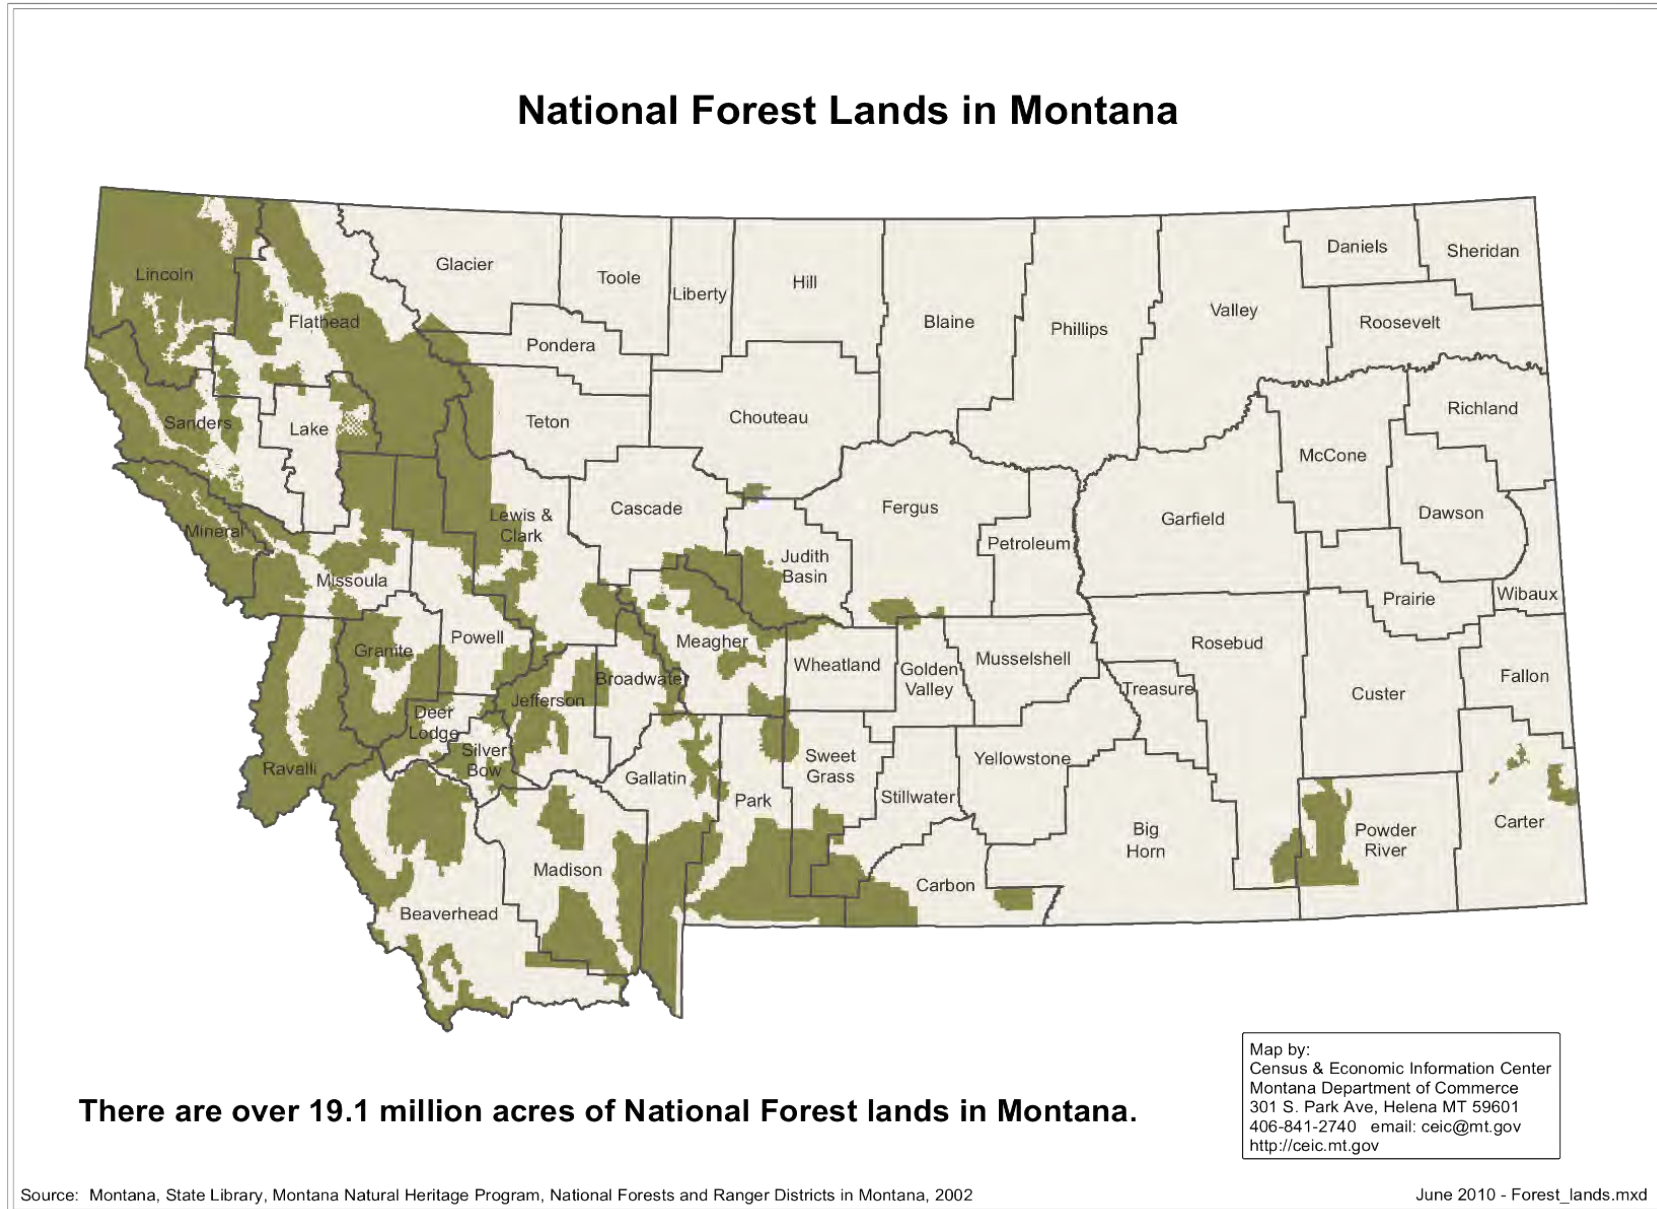 National Forest Lands in Montana
Lincoln
Flathead
Glacier
Toole
Liberty
Hill
Blaine
Phillips
Valley
Daniels
Sheridan
Roosevelt
Pondera
Teton
Chouteau
Sanders
Lake
Richland
McCone
Dawson
Mineral
Missoula
Lewis &
Clark
Cascade
Judith
Basin
Fergus
Petroleum
Garfield
Prairie
Wibaux
Granite
Powell
Meagher
Wheatland
Golden
Valley
Musselshell
Rosebud
Treasure
Custer
Fallon
Broadwater
Jefferson
Deer
Lodge
Silver
Bow
Ravalli
Gallatin
Park
Sweet
Grass
Stillwater
Yellowstone
Big
Horn
Powder
River
Carter
Beaverhead
Madison
Carbon
There are over 19.1 million acres of National Forest lands in Montana.
Map by:
Census & Economic Information Center
Montana Department of Commerce
301 S. Park Ave, Helena MT 59601
406-841-2740 email: ceic@mt.gov
http://ceic.mt.gov
Source: Montana, State Library, Montana Natural Heritage Program, National Forests and Ranger Districts in Montana, 2002
June 2010 - Forest_lands.mxd